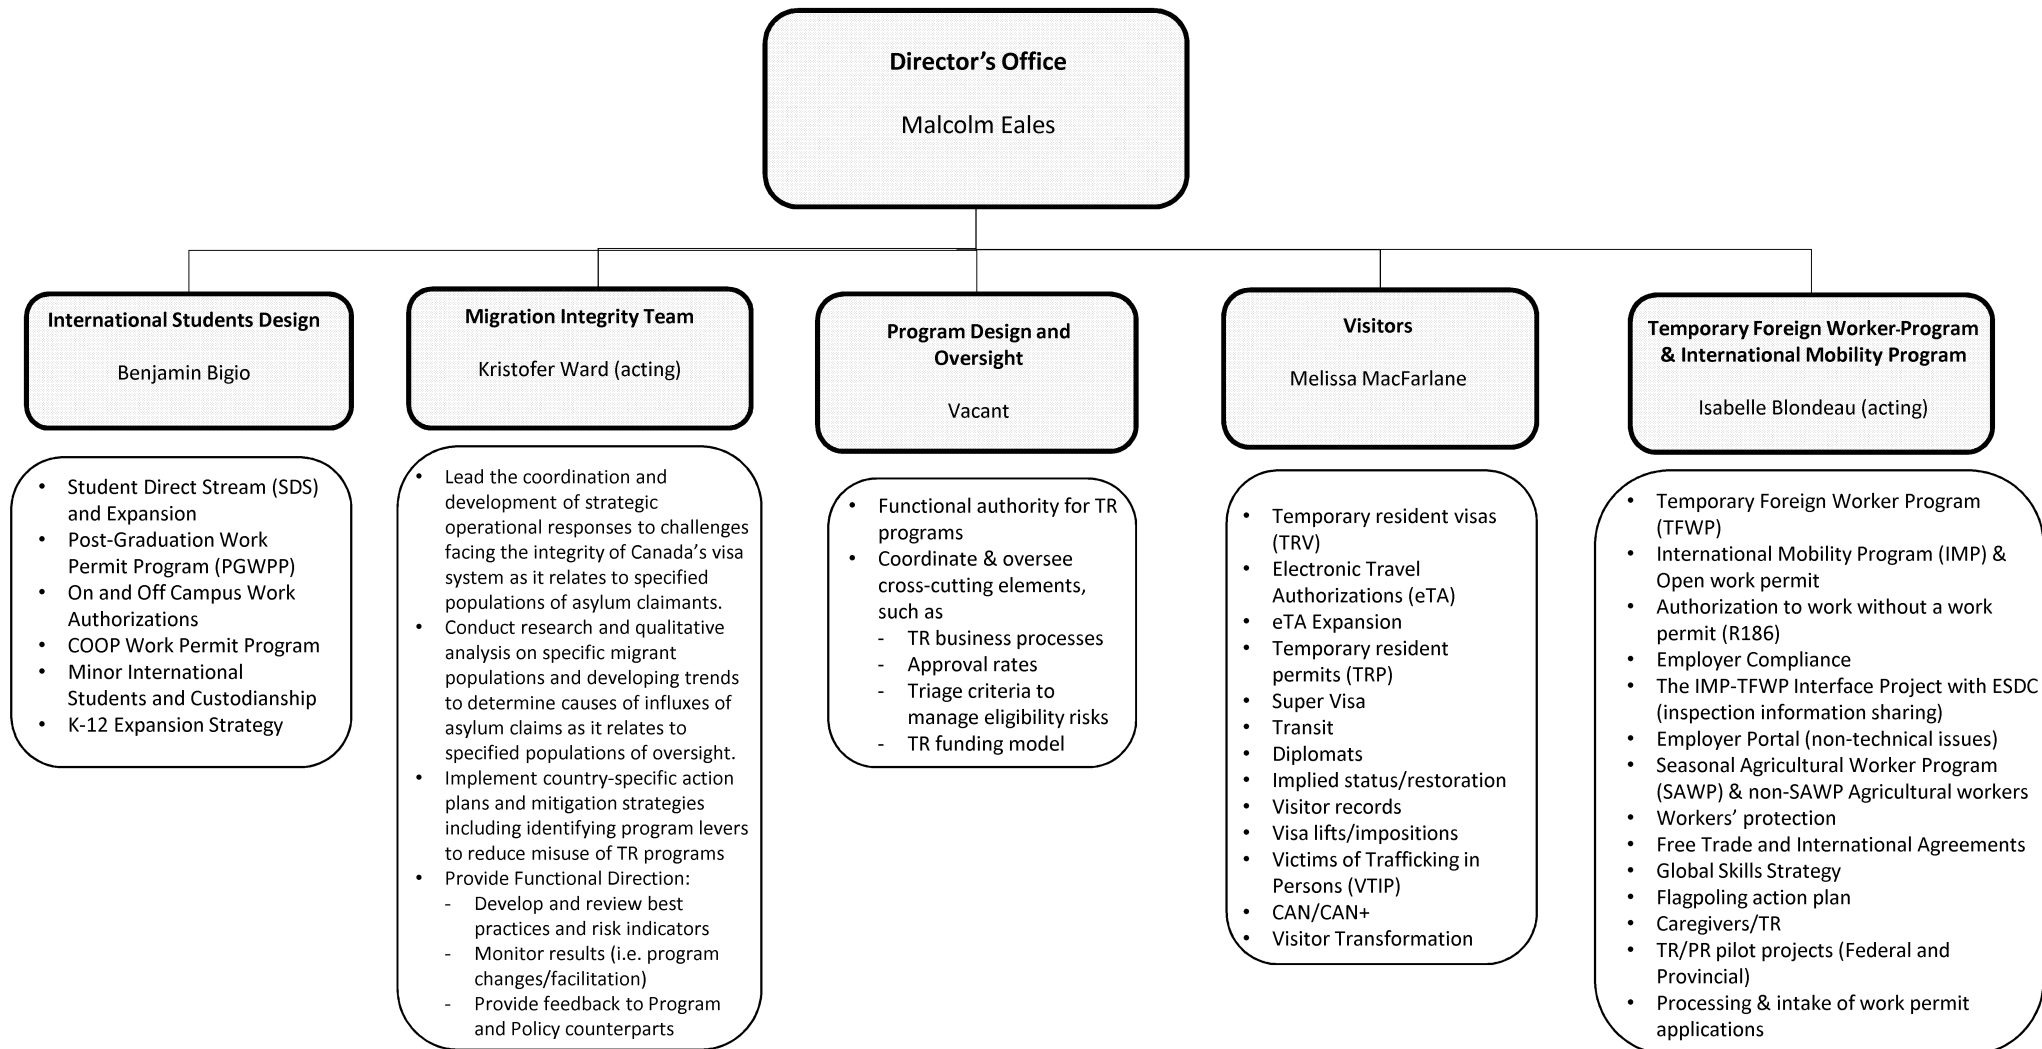 Director’s Office
Malcolm Eales
International Students Design
Benjamin Bigio
• Student Direct Stream (SDS)
and Expansion
• Post-Graduation Work
Permit Program (PGWPP)
• On and Off Campus Work
Authorizations
• COOP Work Permit Program
• Minor International
Students and Custodianship
• K-12 Expansion Strategy
Migration Integrity Team
Kristofer Ward (acting)
• Lead the coordination and
development of strategic
operational responses to challenges
facing the integrity of Canada’s visa
system as it relates to specified
populations of asylum claimants.
• Conduct research and qualitative
analysis on specific migrant
populations and developing trends
to determine causes of influxes of
asylum claims as it relates to
specified populations of oversight.
• Implement country-specific action
plans and mitigation strategies
including identifying program levers
to reduce misuse of TR programs
• Provide Functional Direction:
- Develop and review best
practices and risk indicators
- Monitor results (i.e. program
changes/facilitation)
- Provide feedback to Program
and Policy counterparts
Program Design and
Oversight
Vacant
• Functional authority for TR
programs
• Coordinate & oversee
cross-cutting elements,
such as
- TR business processes
- Approval rates
- Triage criteria to
manage eligibility risks
- TR funding model
Visitors
Melissa MacFarlane
• Temporary resident visas
(TRV)
• Electronic Travel
Authorizations (eTA)
• eTA Expansion
• Temporary resident
permits (TRP)
• Super Visa
• Transit
• Diplomats
• Implied status/restoration
• Visitor records
• Visa lifts/impositions
• Victims of Trafficking in
Persons (VTIP)
• CAN/CAN+
• Visitor Transformation
Temporary Foreign Worker-Program
& International Mobility Program
Isabelle Blondeau (acting)
• Temporary Foreign Worker Program
(TFWP)
• International Mobility Program (IMP) &
Open work permit
• Authorization to work without a work
permit (R186)
• Employer Compliance
• The IMP-TFWP Interface Project with ESDC
(inspection information sharing)
• Employer Portal (non-technical issues)
• Seasonal Agricultural Worker Program
(SAWP) & non-SAWP Agricultural workers
• Workers’ protection
• Free Trade and International Agreements
• Global Skills Strategy
• Flagpoling action plan
• Caregivers/TR
• TR/PR pilot projects (Federal and
Provincial)
• Processing & intake of work permit
applications